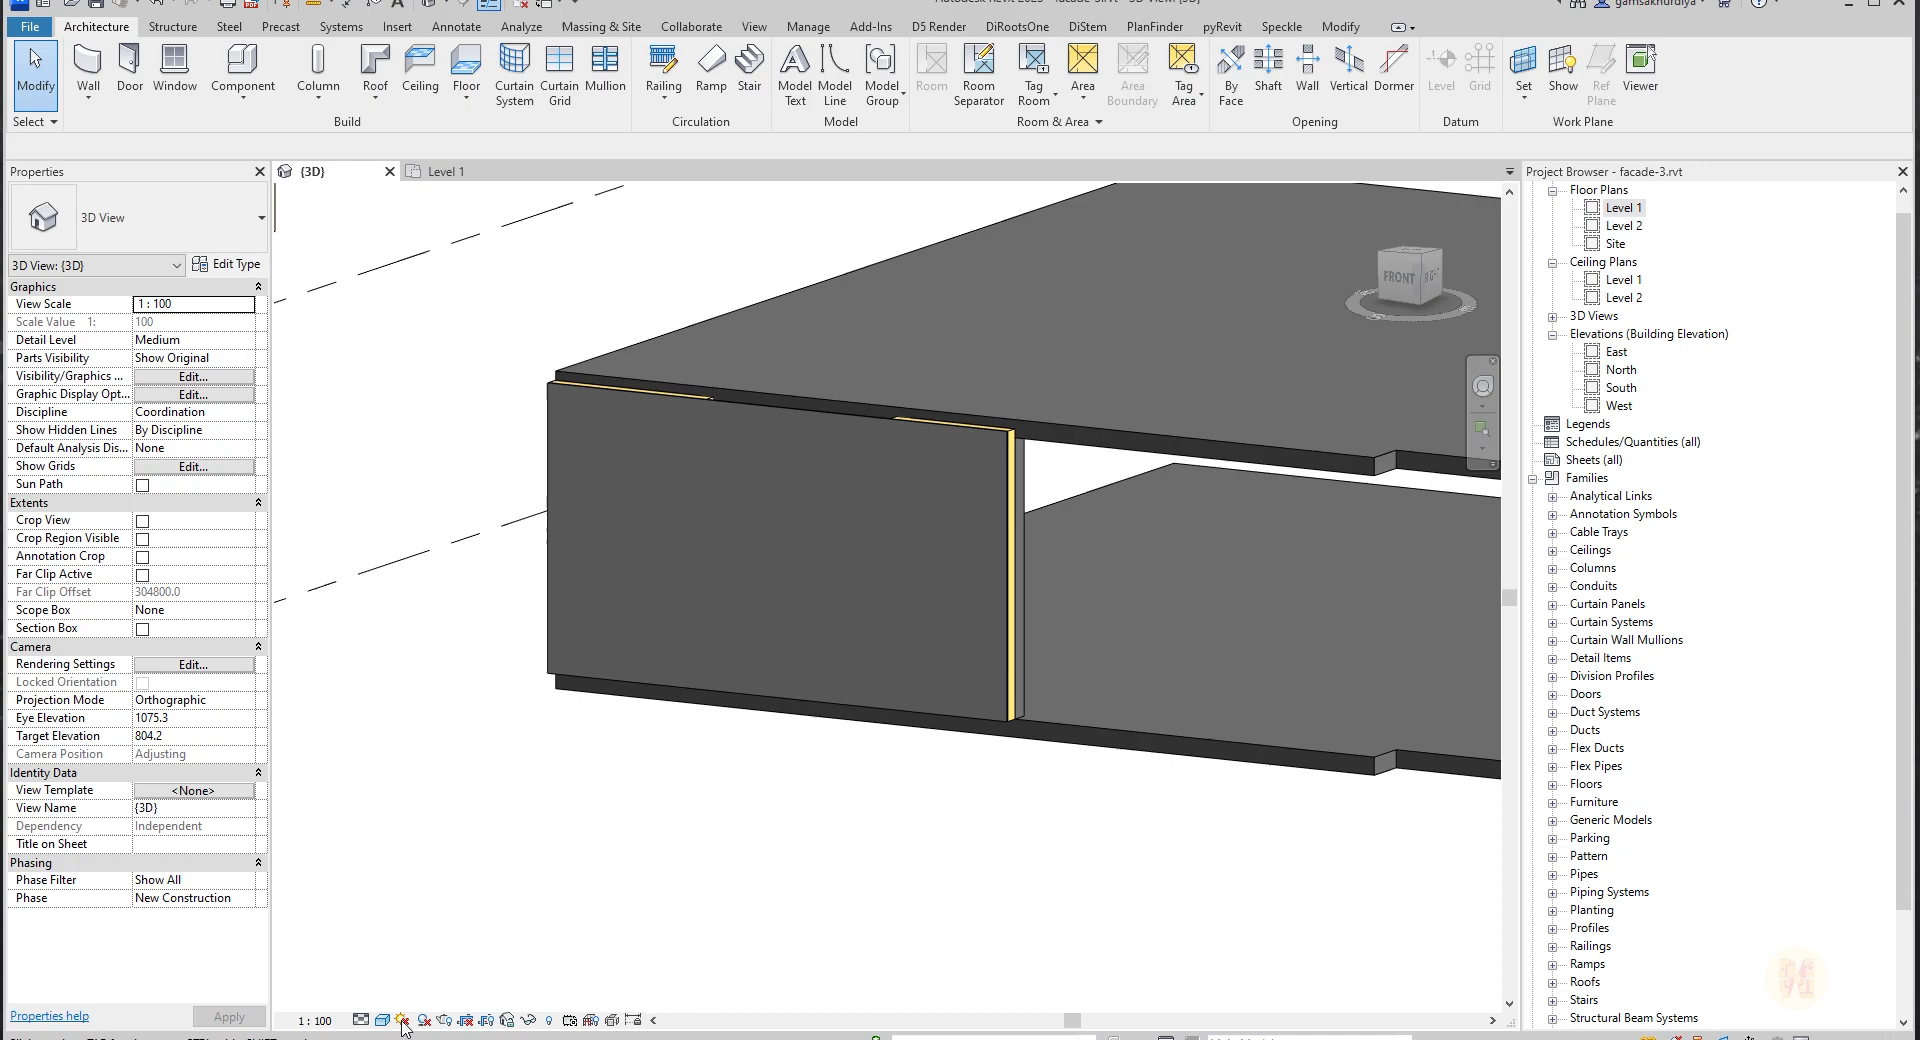 gamsakhurdiya
File Architecture Structure Steel Precast Systems Insert Annotate Analyze Massing & Site Collaborate View Manage Add-Ins D5 Render DiRootsOne DiStem PlanFinder pyRevit Speckle Modify
Modify Wall Door Window Component Column Roof Ceiling Floor Curtain System Curtain Grid Mullion Railing Ramp Stair Model Text Model Line Model Group Room Room Separator Tag Room Area Area Boundary Tag Area By Face Shaft Wall Vertical Dormer Level Grid Set Show Ref Plane Viewer
Select Build Circulation Model Room & Area Opening Datum Work Plane
Properties
3D View
3D View: {3D} Edit Type
Graphics
View Scale 1 : 100
Scale Value 1: 100
Detail Level Medium
Parts Visibility Show Original
Visibility/Graphics ... Edit...
Graphic Display Opt... Edit...
Discipline Coordination
Show Hidden Lines By Discipline
Default Analysis Dis... None
Show Grids Edit...
Sun Path
Extents
Crop View
Crop Region Visible
Annotation Crop
Far Clip Active
Far Clip Offset 304800.0
Scope Box None
Section Box
Camera
Rendering Settings Edit...
Locked Orientation
Projection Mode Orthographic
Eye Elevation 1075.3
Target Elevation 804.2
Camera Position Adjusting
Identity Data
View Template <None>
View Name {3D}
Dependency Independent
Title on Sheet
Phasing
Phase Filter Show All
Phase New Construction
Properties help Apply
{3D} Level 1
FRONT RIGHT
1 : 100
Project Browser - facade-3.rvt
Floor Plans
Level 1
Level 2
Site
Ceiling Plans
Level 1
Level 2
3D Views
Elevations (Building Elevation)
East
North
South
West
Legends
Schedules/Quantities (all)
Sheets (all)
Families
Analytical Links
Annotation Symbols
Cable Trays
Ceilings
Columns
Conduits
Curtain Panels
Curtain Systems
Curtain Wall Mullions
Detail Items
Division Profiles
Doors
Duct Systems
Ducts
Flex Ducts
Flex Pipes
Floors
Furniture
Generic Models
Parking
Pattern
Pipes
Piping Systems
Planting
Profiles
Railings
Ramps
Roofs
Stairs
Structural Beam Systems